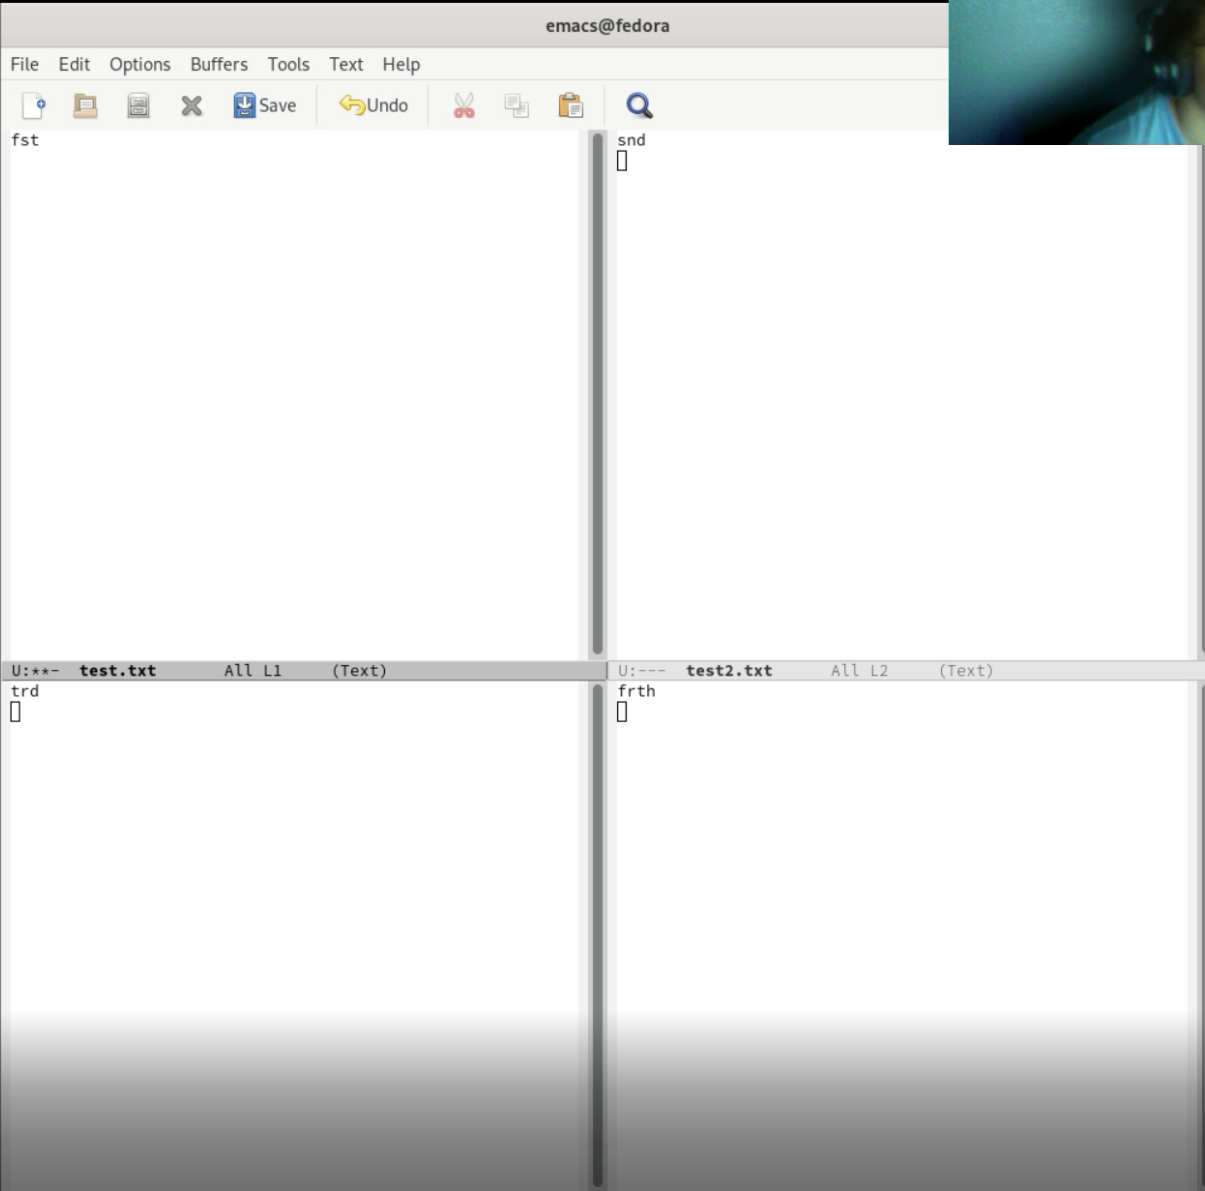 emacs@fedora
File Edit Options Buffers Tools Text Help
Save Undo
fst
snd
U:**- test.txt All L1 (Text)
U:--- test2.txt All L2 (Text)
trd
frth